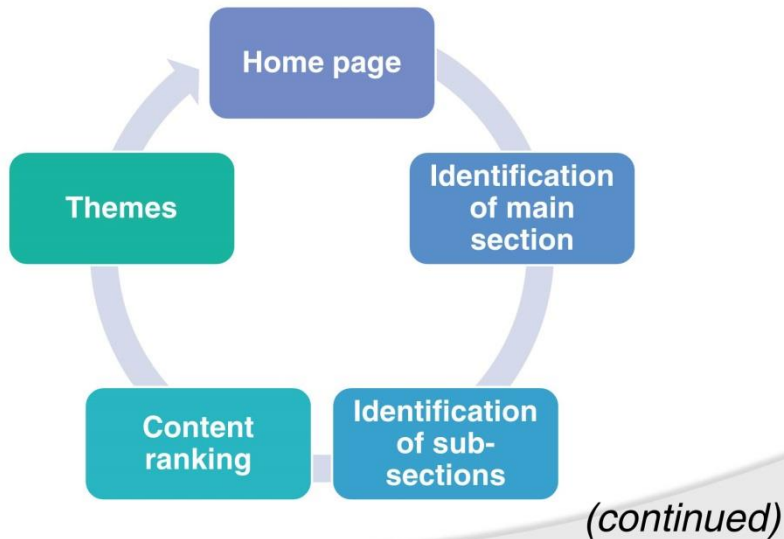 Home page
Identification
of main
section
Identification
of sub-
sections
Content
ranking
Themes
(continued)